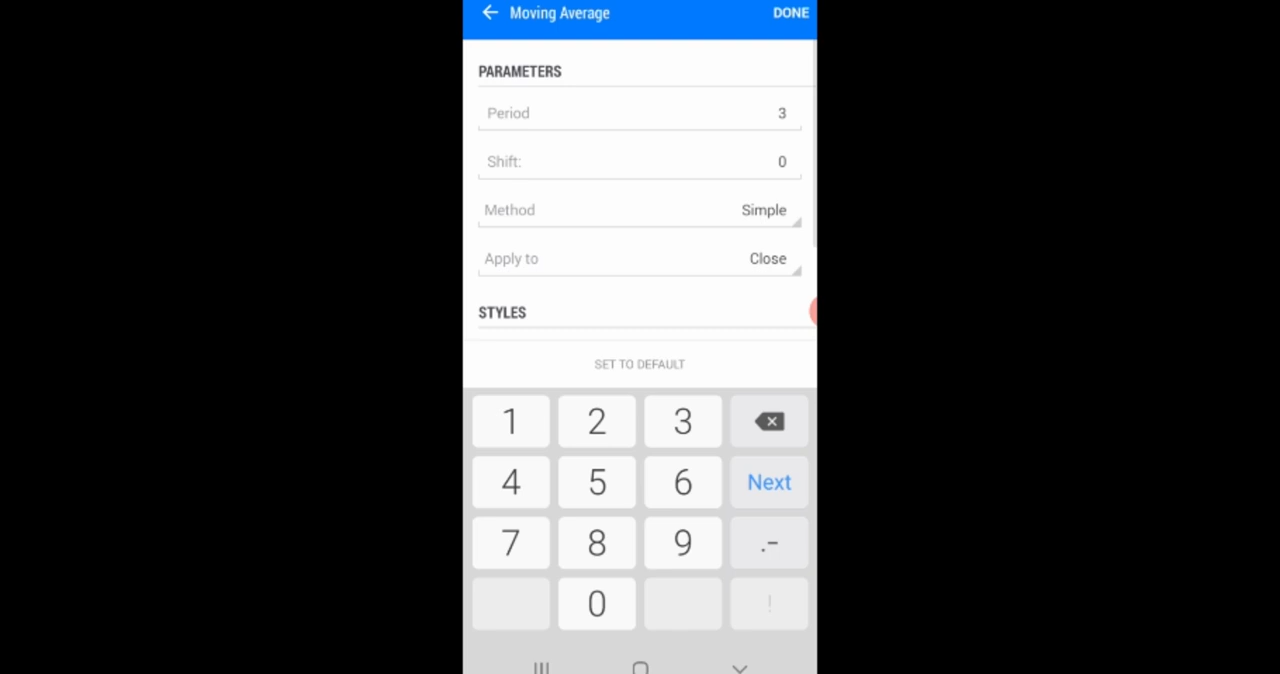 Moving Average DONE
PARAMETERS
Period 3
Shift: 0
Method Simple
Apply to Close
STYLES
SET TO DEFAULT
1 2 3
4 5 6 Next
7 8 9 .-
0 !